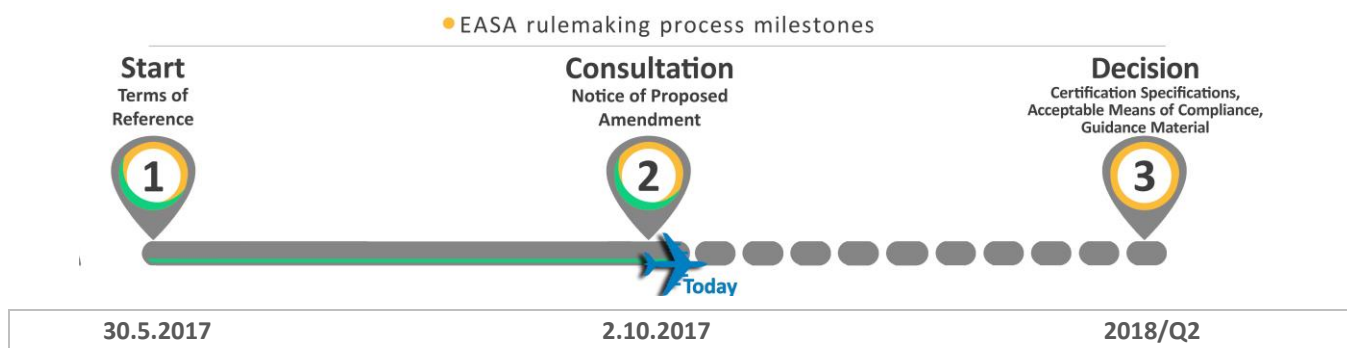 EASA rulemaking process milestones
Start
Terms of
Reference
1
Consultation
Notice of Proposed
Amendment
2
Decision
Certification Specifications,
Acceptable Means of Compliance,
Guidance Material
3
Today
30.5.2017
2.10.2017
2018/Q2